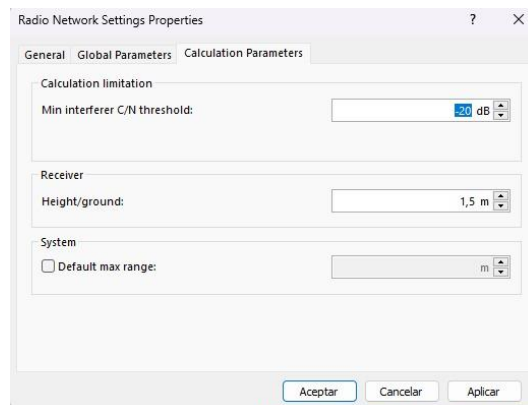 Radio Network Settings Properties ? X
General Global Parameters Calculation Parameters
Calculation limitation
Min interferer C/N threshold: -20 dB
Receiver
Height/ground: 1,5 m
System
Default max range: m
Aceptar Cancelar Aplicar